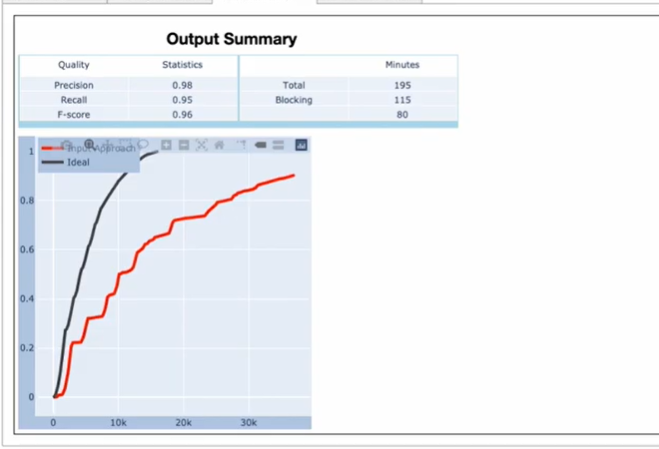 Output Summary
Quality Statistics Minutes
Precision 0.98 Total 195
Recall 0.95 Blocking 115
F-score 0.96 80
Input Approach
Ideal
1
0.8
0.6
0.4
0.2
0
0 10k 20k 30k